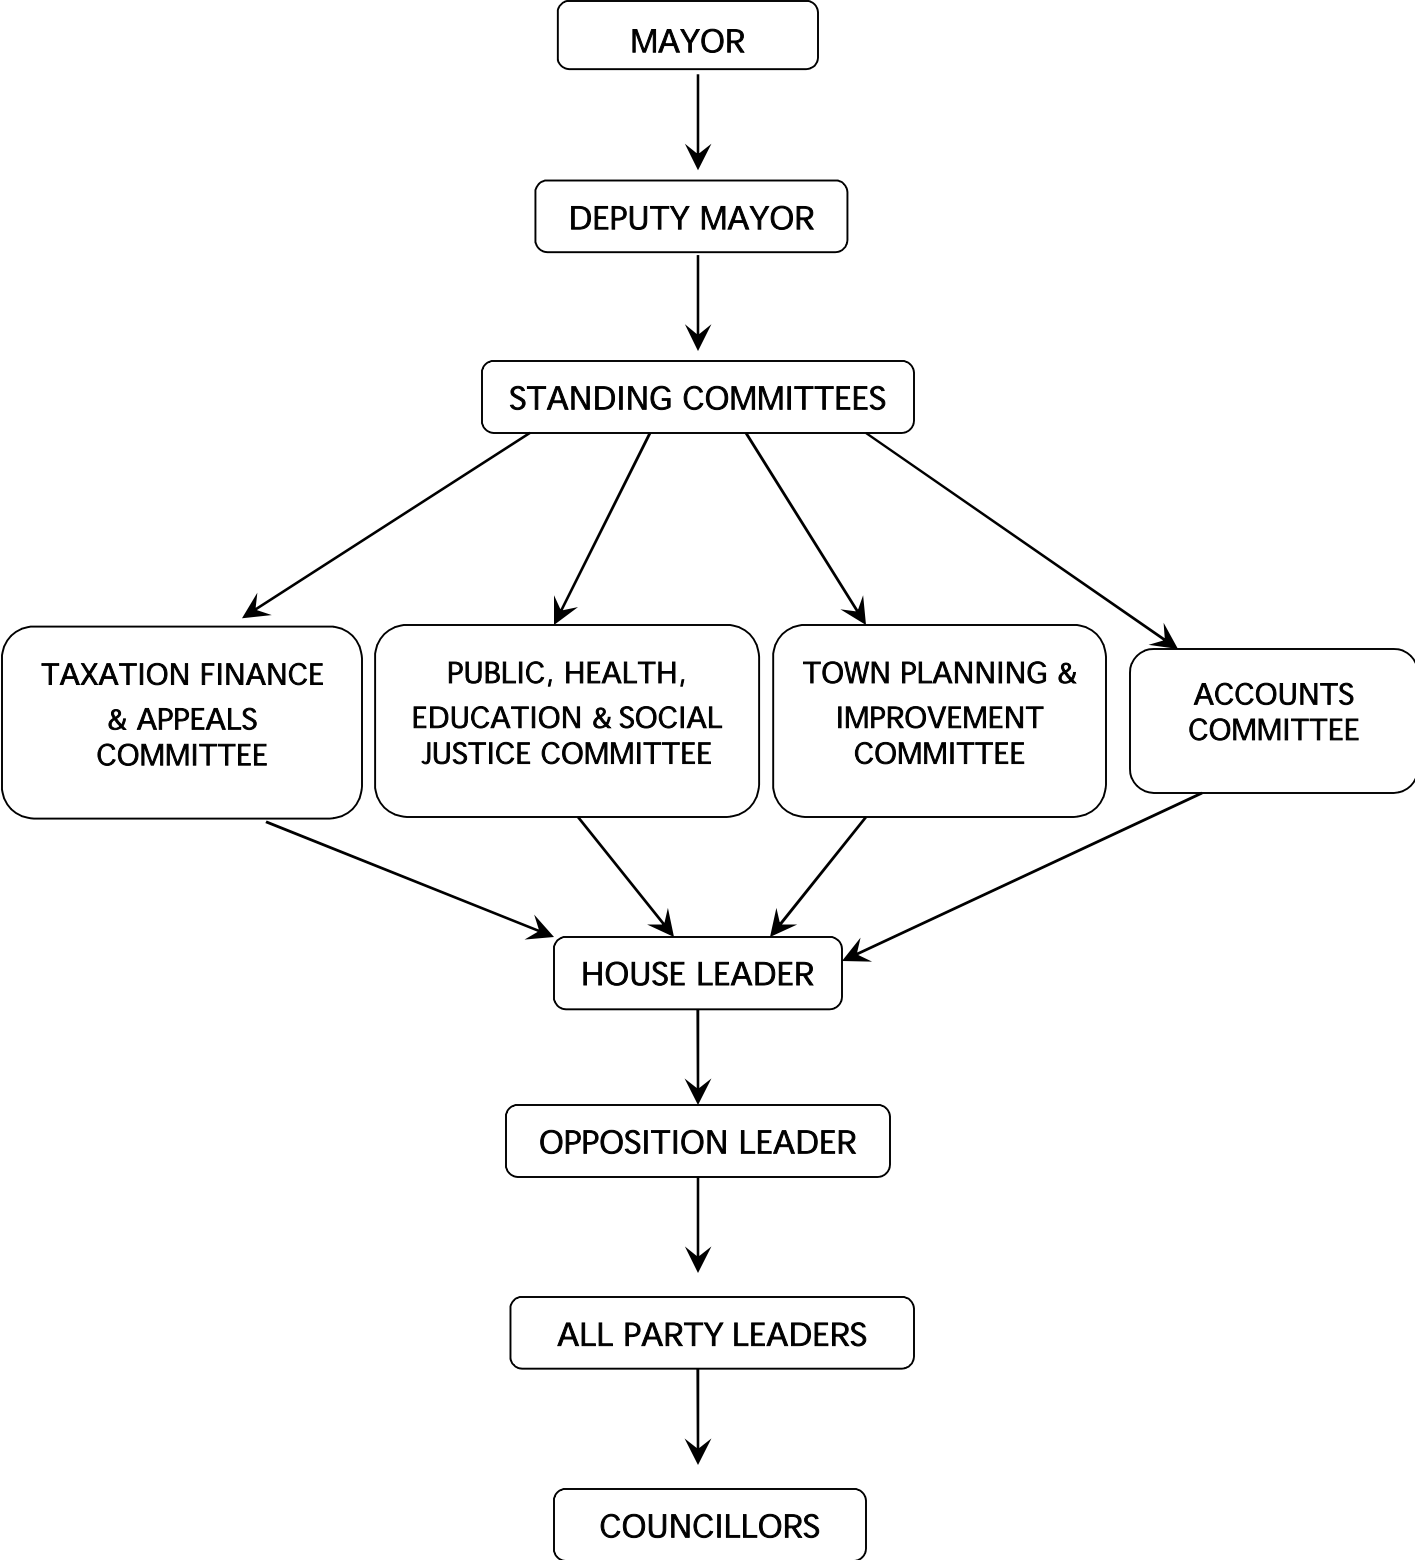 MAYOR
DEPUTY MAYOR
STANDING COMMITTEES
TAXATION FINANCE
& APPEALS
COMMITTEE
PUBLIC, HEALTH,
EDUCATION & SOCIAL
JUSTICE COMMITTEE
TOWN PLANNING &
IMPROVEMENT
COMMITTEE
ACCOUNTS
COMMITTEE
HOUSE LEADER
OPPOSITION LEADER
ALL PARTY LEADERS
COUNCILLORS